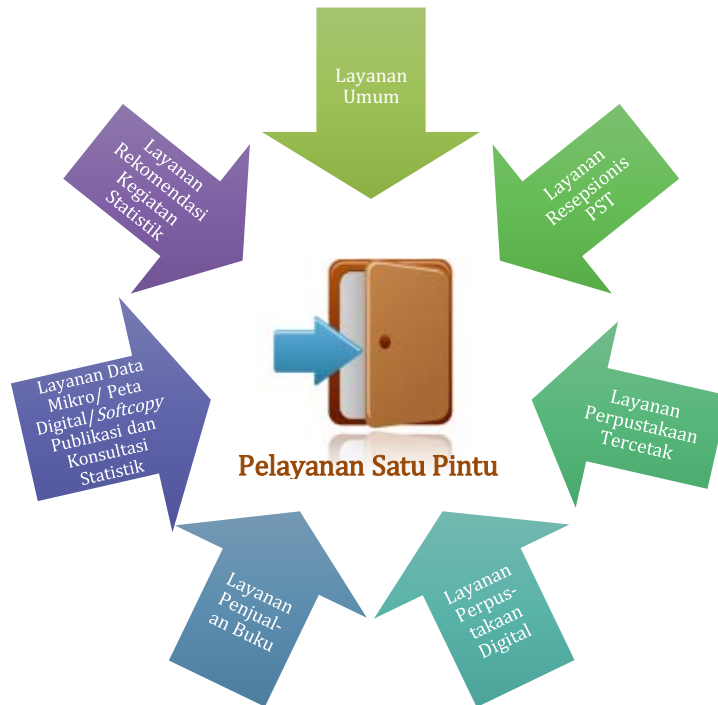 Layanan
Umum
Layanan
Resepsionis
PST
Layanan
Perpustakaan
Tercetak
Layanan
Perpus-
takaan
Digital
Layanan
Penjual-
an Buku
Layanan Data
Mikro/ Peta
Digital/Softcopy
Publikasi dan
Konsultasi
Statistik
Layanan
Rekomendasi
Kegiatan
Statistik
Pelayanan Satu Pintu